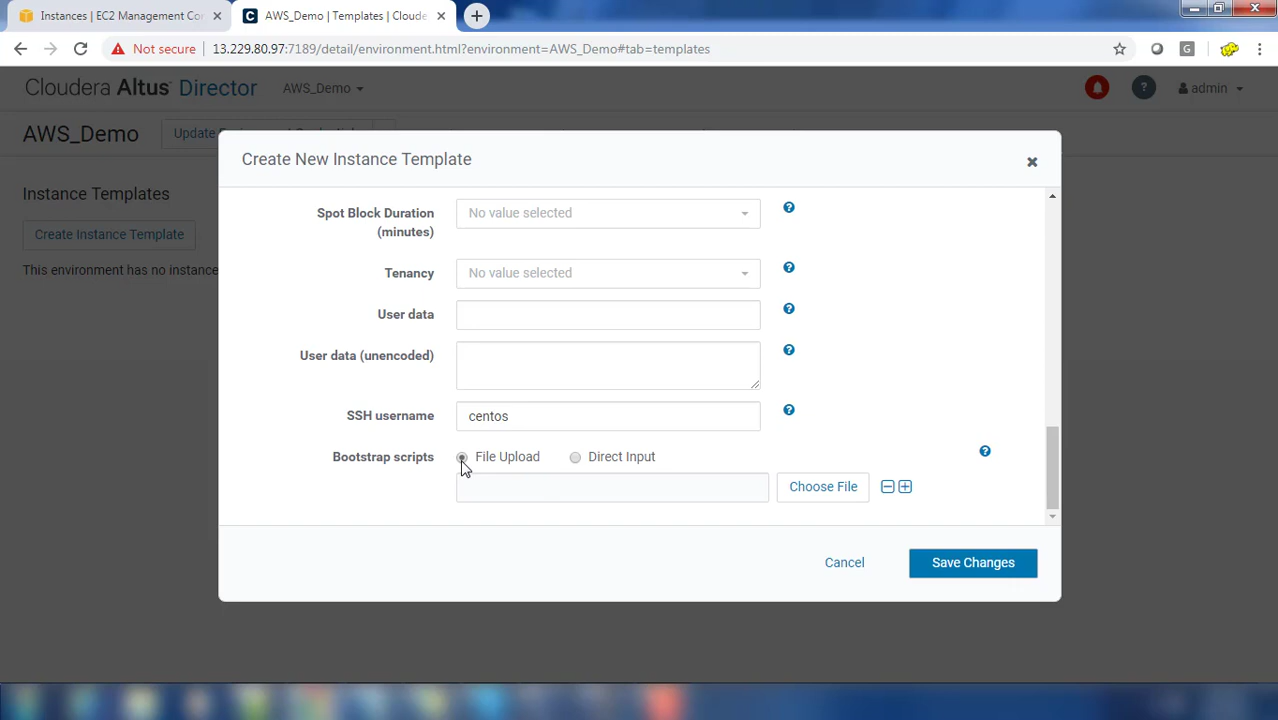 Instances | EC2 Management Con
AWS_Demo | Templates | Cloude
Not secure 13.229.80.97:7189/detail/environment.html?environment=AWS_Demo#tab=templates
G
Cloudera Altus Director AWS_Demo
admin
AWS_Demo
Create New Instance Template
Instance Templates
Create Instance Template
This environment has no instance
Spot Block Duration (minutes)
No value selected
Tenancy
No value selected
User data
User data (unencoded)
SSH username
centos
Bootstrap scripts
File Upload
Direct Input
Choose File
Cancel
Save Changes